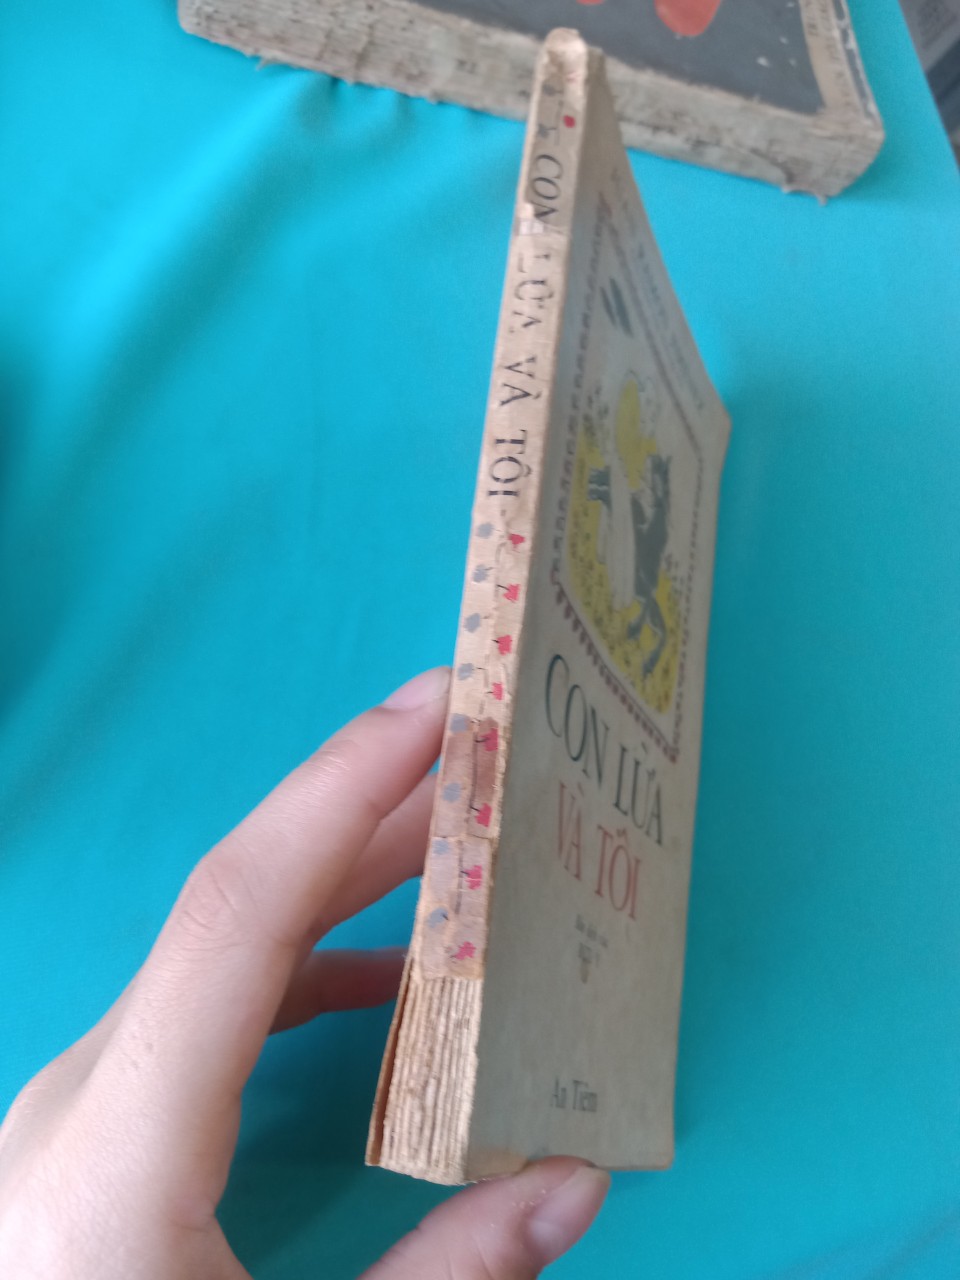 CON LỪA VÀ TÔI
CON LỪA
VÀ TÔI
An Tiêm